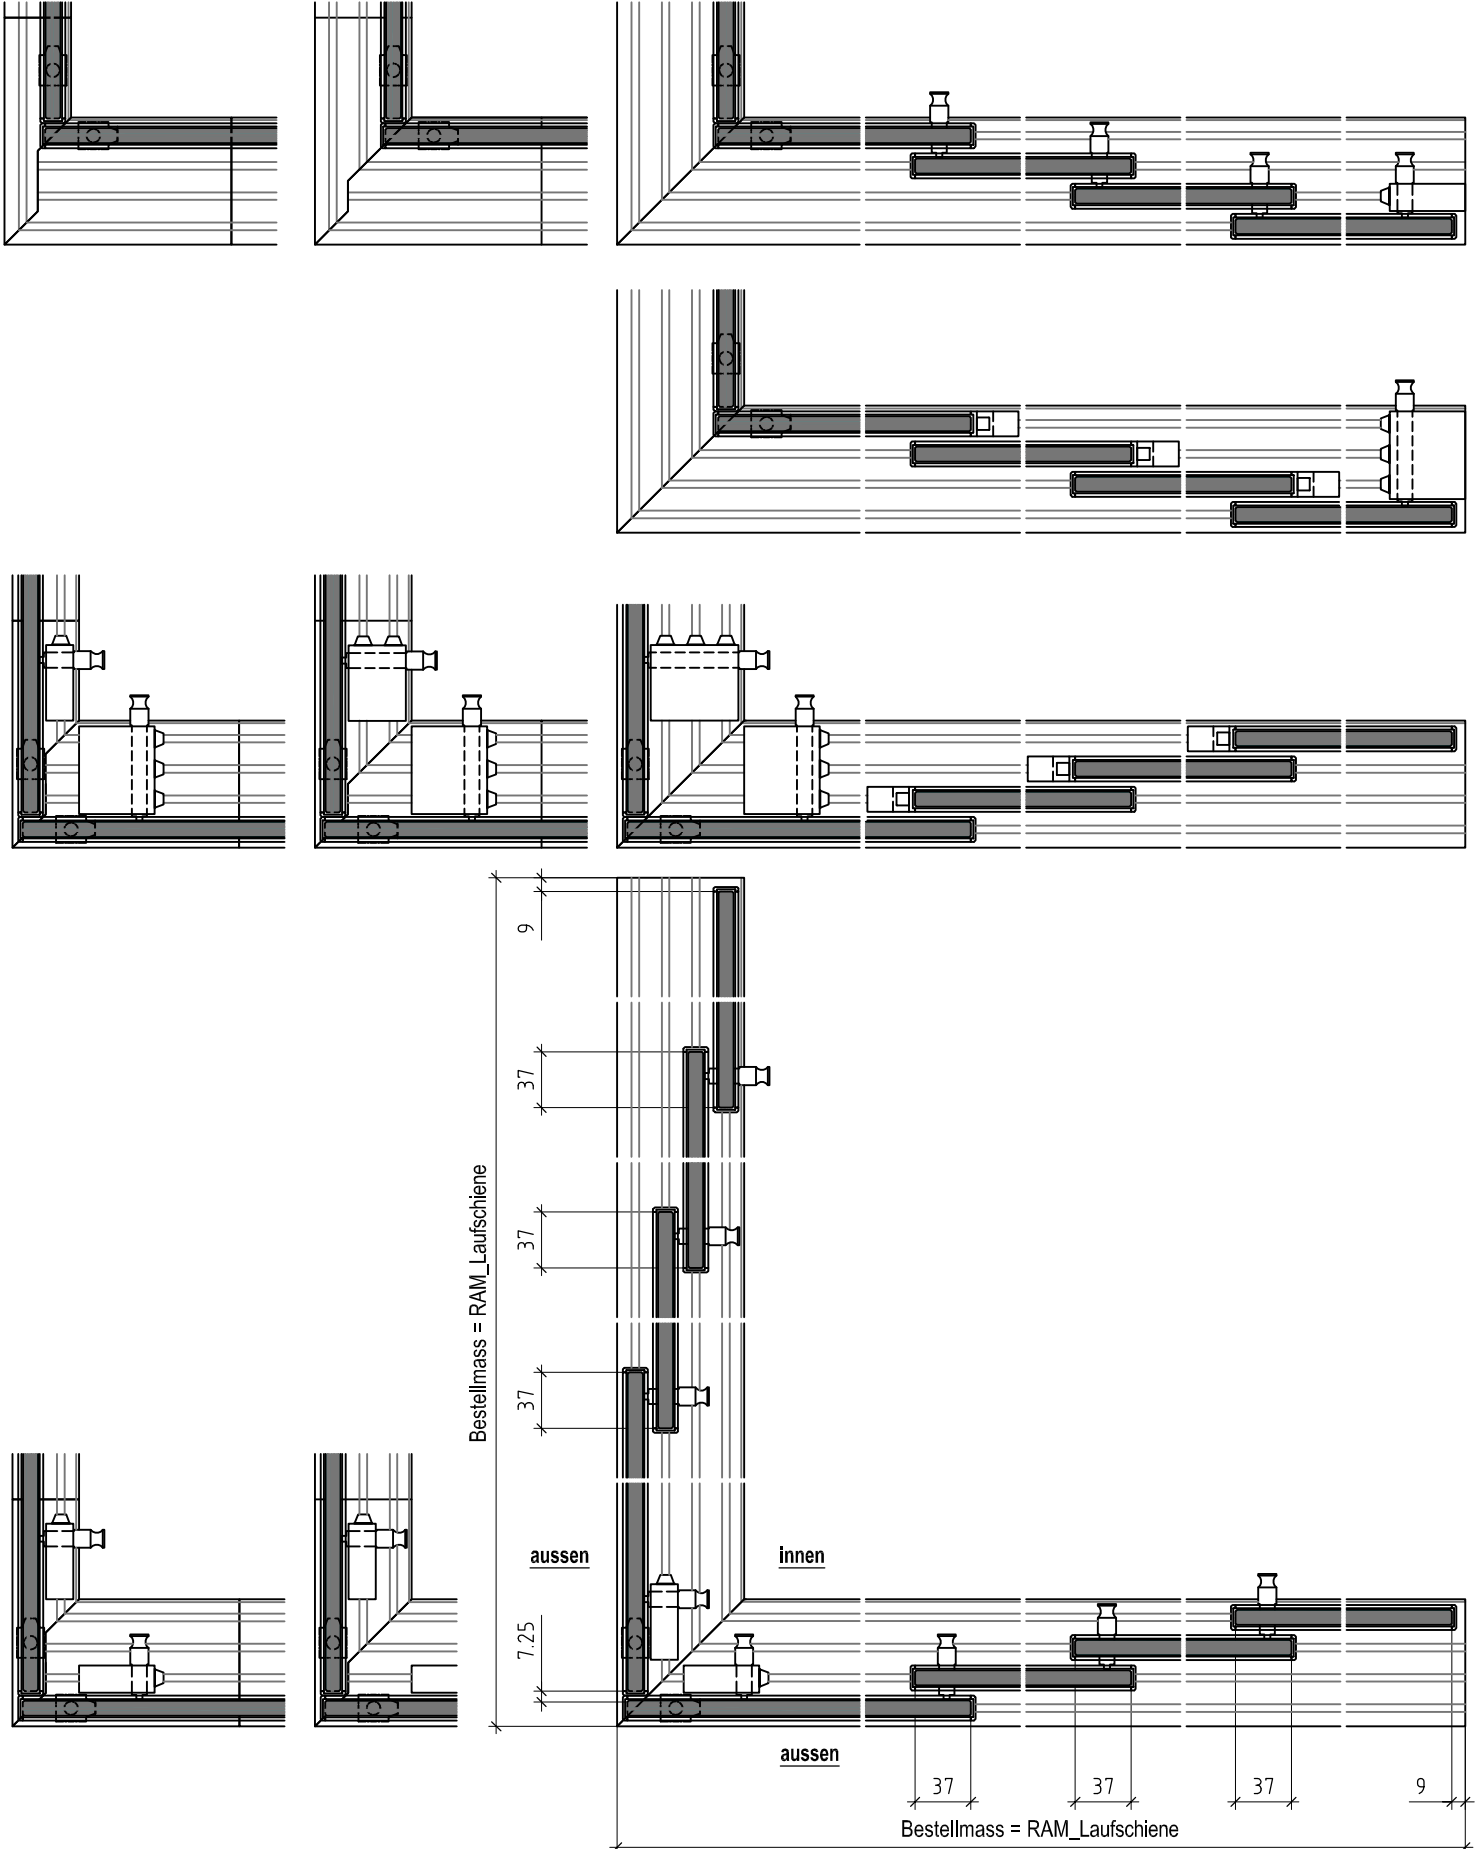 9
37
37
37
Bestellmass = RAM_Laufschiene
aussen
innen
7.25
aussen
37
37
37
9
Bestellmass = RAM_Laufschiene